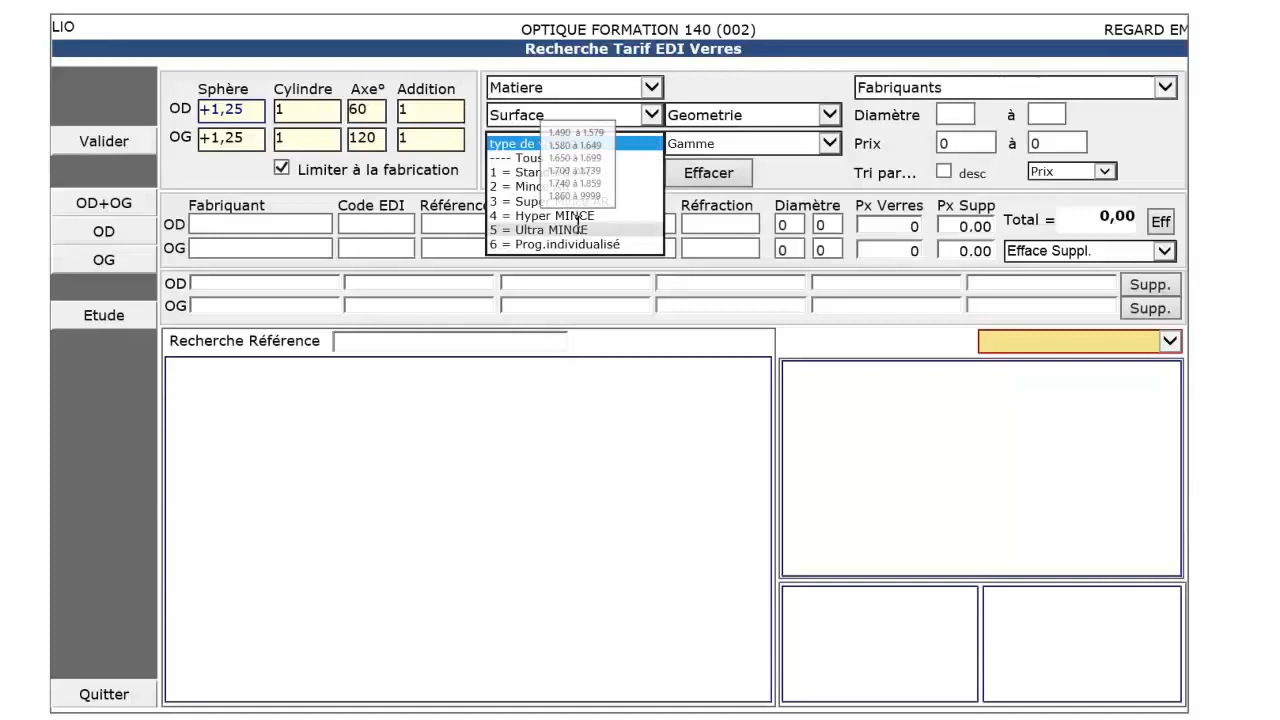 LIO OPTIQUE FORMATION 140 (002) REGARD EM
Recherche Tarif EDI Verres
Sphère Cylindre Axe° Addition
OD +1,25 1 60 1
OG +1,25 1 120 1
Limiter à la fabrication
Matiere
Surface Geometrie
type de Gamme
---- Tous
1 = Stan
2 = Mince
3 = Super AR
4 = Hyper MINCE
5 = Ultra MINCE
6 = Prog.individualisé
1.490 à 1.579
1.580 à 1.649
1.650 à 1.699
1.700 à 1.739
1.740 à 1.859
1.860 à 9999
Effacer
Fabriquants
Diamètre à
Prix 0 à 0
Tri par... desc Prix
Valider
OD+OG
OD
OG
Etude
Quitter
Fabriquant Code EDI Référence Réfraction Diamètre Px Verres Px Supp
OD 0 0 0 0.00
OG 0 0 0 0.00
Total = 0,00 Eff
Efface Suppl.
OD Supp.
OG Supp.
Recherche Référence